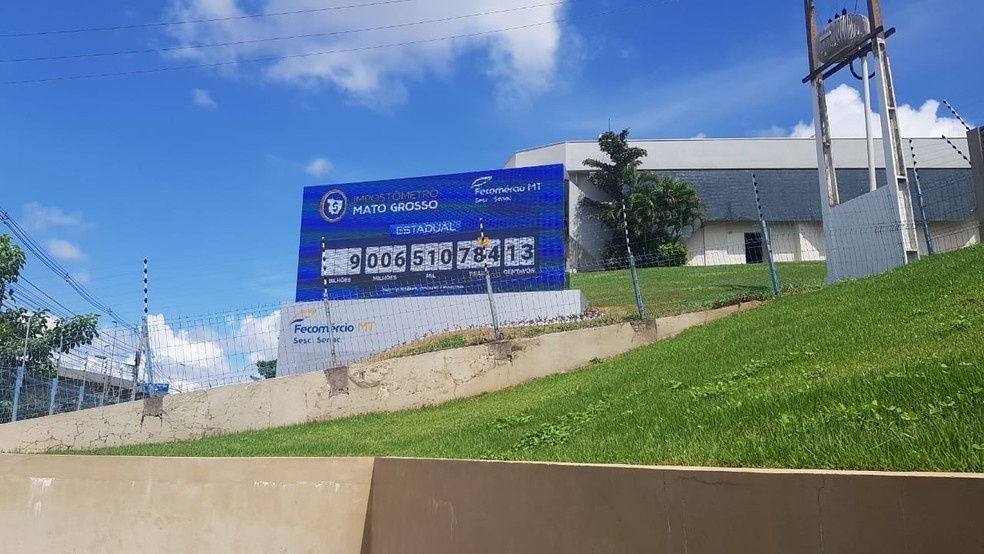 IMPOSTÔMETRO
MATO GROSSO
Fecomércio MT
Sesc Senac
ESTADUAL
9 006 510 784 13
BILHÕES MILHÕES MIL REAIS CENTAVOS
Fecomércio MT
Sesc Senac